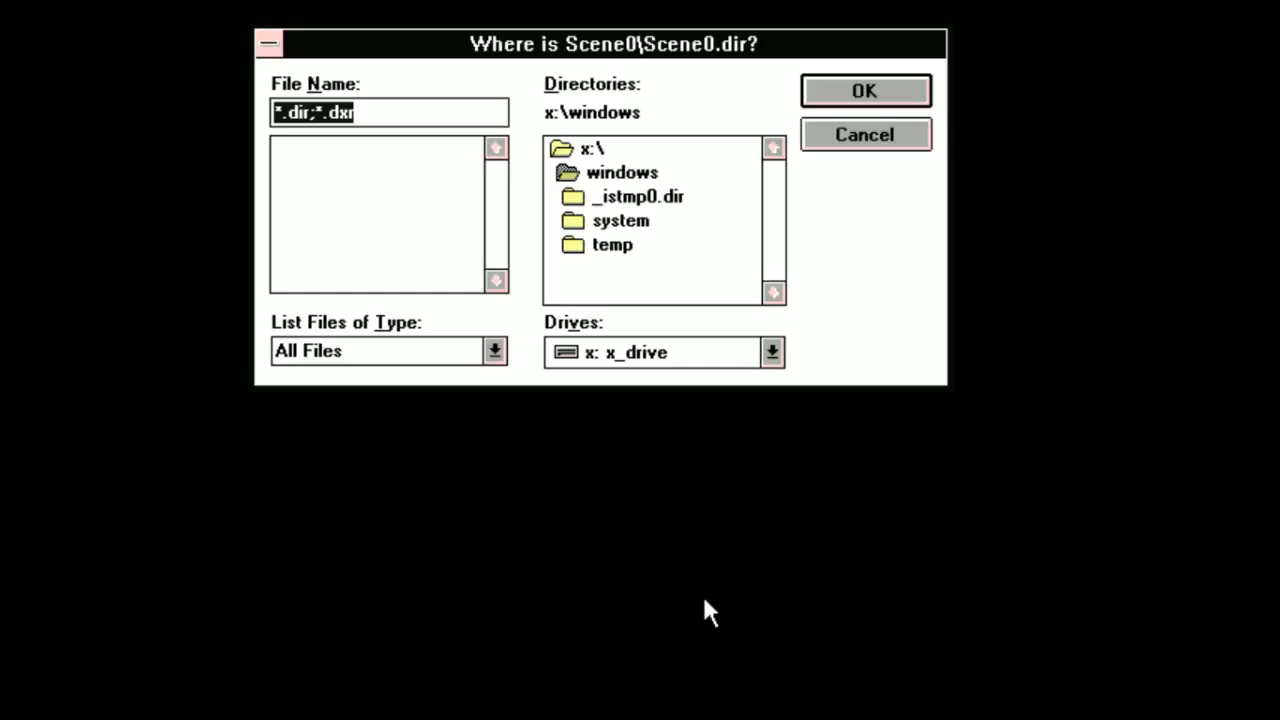 Where is Scene0\Scene0.dir?
File Name:
*.dir;*.dxr
Directories:
x:\windows
OK
Cancel
x:\
windows
_istmp0.dir
system
temp
List Files of Type:
All Files
Drives:
x: x_drive